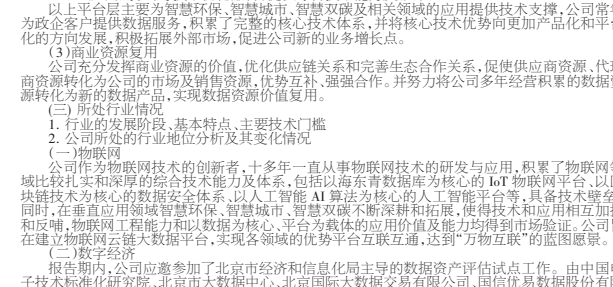 以上平台层主要为智慧环保、智慧城市、智慧双碳及相关领域的应用提供技术支撑,公司常
为政企客户提供数据服务,积累了完整的核心技术体系,并将核心技术优势向更加产品化和平
化的方向发展,积极拓展外部市场,促进公司新的业务增长点。
(3)商业资源复用
公司充分发挥商业资源的价值,优化供应链关系和完善生态合作关系,促使供应商资源、代
商资源转化为公司的市场及销售资源,优势互补、强强合作。并努力将公司多年经营积累的数据
源转化为新的数据产品,实现数据资源价值复用。
(三) 所处行业情况
1. 行业的发展阶段、基本特点、主要技术门槛
2. 公司所处的行业地位分析及其变化情况
(一)物联网
公司作为物联网技术的创新者,十多年一直从事物联网技术的研发与应用,积累了物联网
域比较扎实和深厚的综合技术能力及体系,包括以海东青数据库为核心的 IoT 物联网平台、以
块链技术为核心的数据安全体系、以人工智能 AI 算法为核心的人工智能平台等,具备技术壁垒
同时,在垂直应用领域智慧环保、智慧城市、智慧双碳不断深耕和拓展,使得技术和应用相互加
和反哺,物联网工程能力和以数据为核心、平台为载体的应用价值及能力均得到市场验证。公司
在建立物联网云链大数据平台,实现各领域的优势平台互联互通,达到“万物互联”的蓝图愿景。
(二)数字经济
报告期内,公司应邀参加了北京市经济和信息化局主导的数据资产评估试点工作。由中国
子技术标准化研究院、北京市大数据中心、北京国际大数据交易有限公司、国信优易数据股份有